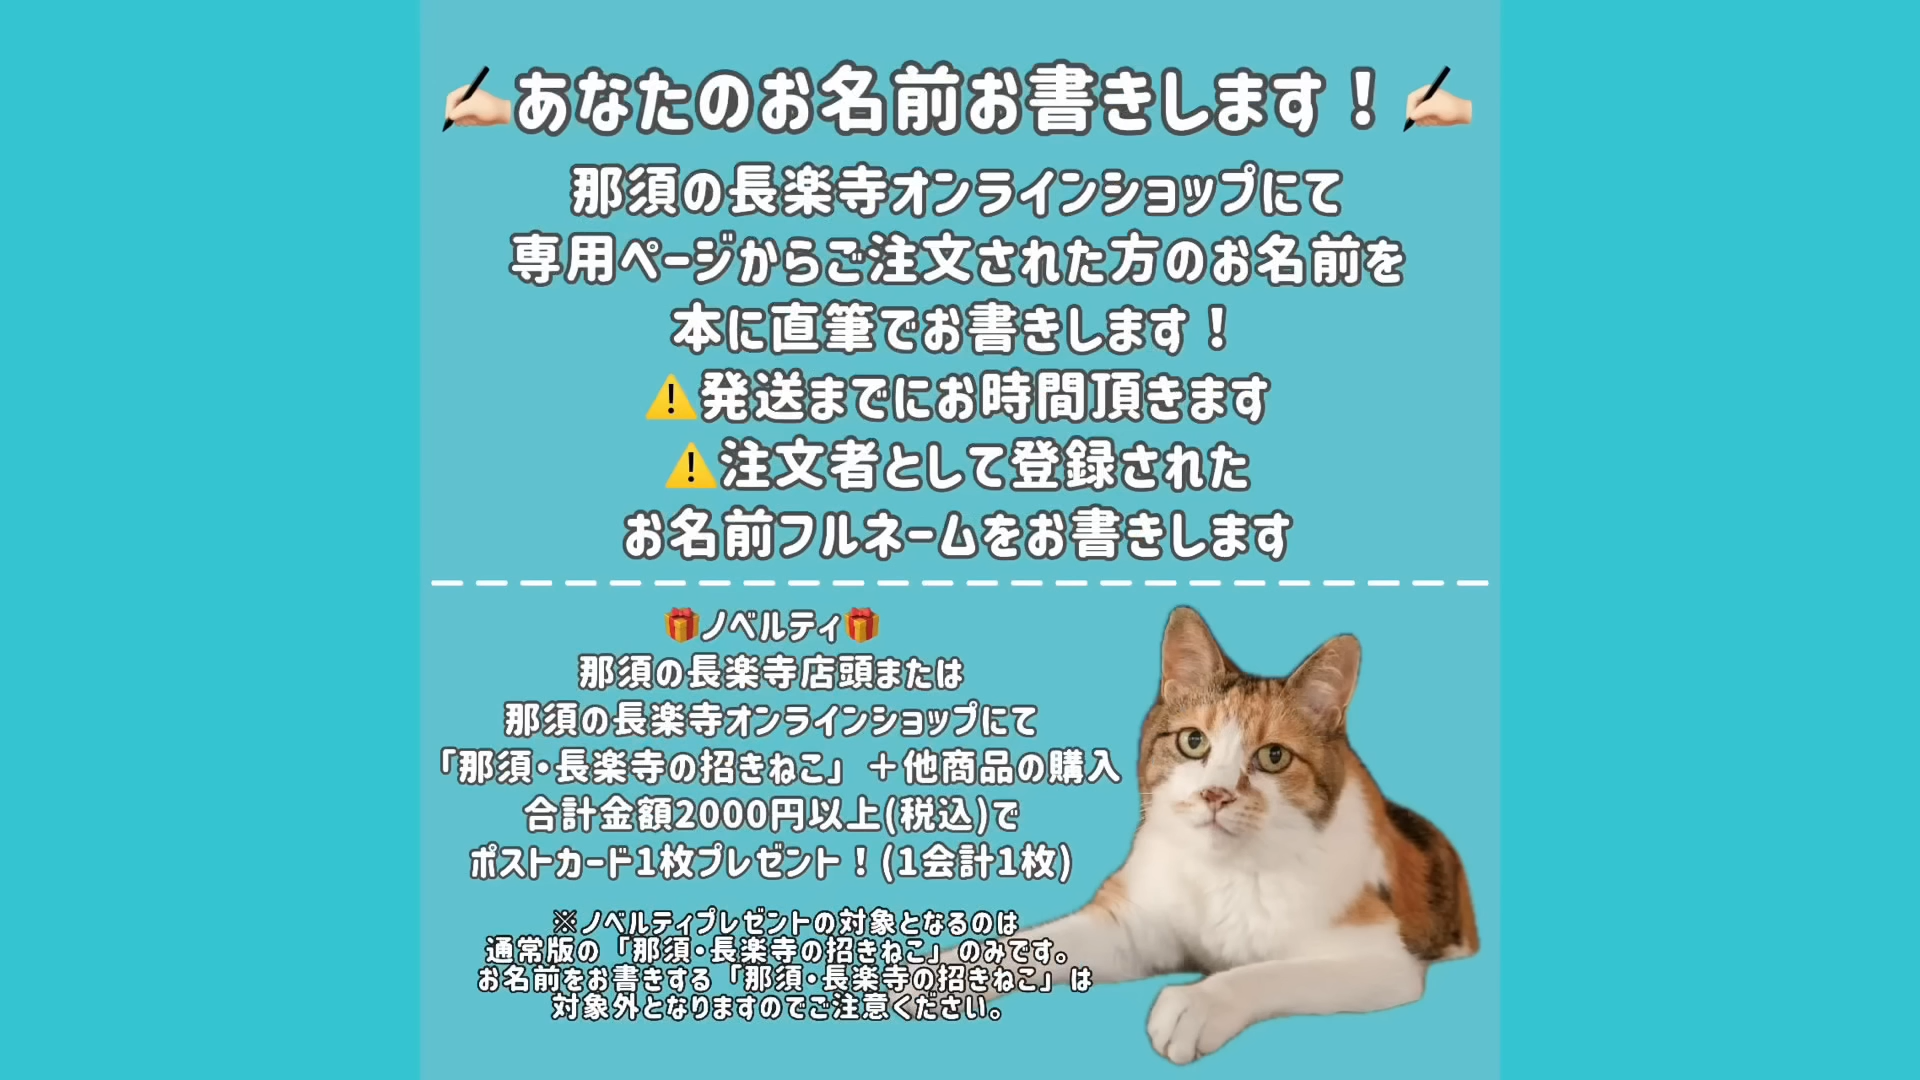 ✍🏻あなたのお名前お書きします！✍🏻
那須の長楽寺オンラインショップにて
専用ページからご注文された方のお名前を
本に直筆でお書きします！
⚠️発送までにお時間頂きます
⚠️注文者として登録された
お名前フルネームをお書きします
🎁ノベルティ🎁
那須の長楽寺店頭または
那須の長楽寺オンラインショップにて
「那須・長楽寺の招きねこ」＋他商品の購入
合計金額2000円以上(税込)で
ポストカード1枚プレゼント！(1会計1枚)
※ノベルティプレゼントの対象となるのは
通常版の「那須・長楽寺の招きねこ」のみです。
お名前をお書きする「那須・長楽寺の招きねこ」は
対象外となりますのでご注意ください。